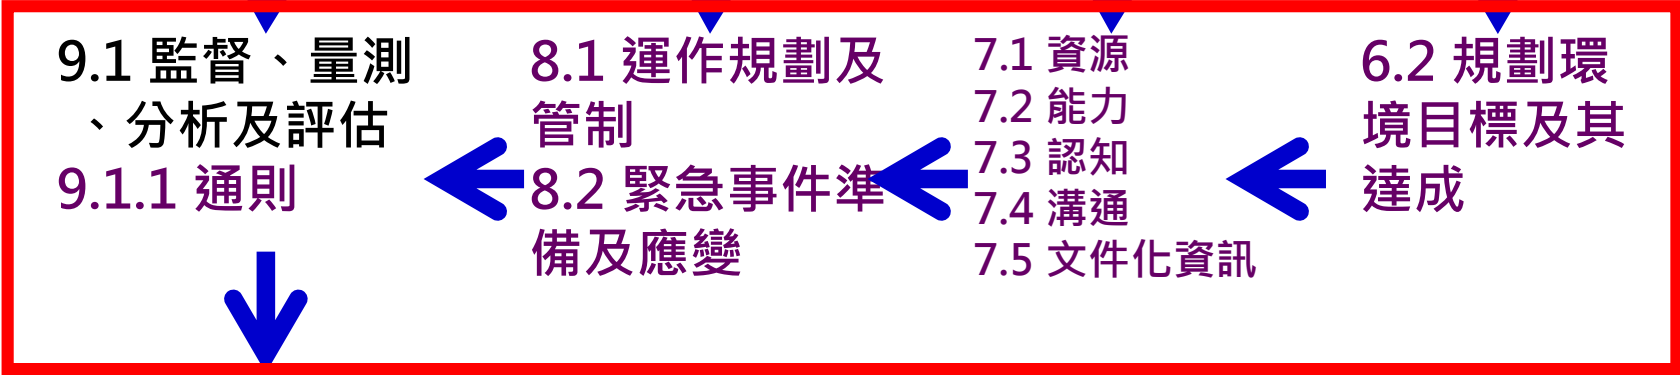 9.1 監督、量測
、分析及評估
9.1.1 通則
8.1 運作規劃及
管制
8.2 緊急事件準
備及應變
7.1 資源
7.2 能力
7.3 認知
7.4 溝通
7.5 文件化資訊
6.2 規劃環
境目標及其
達成